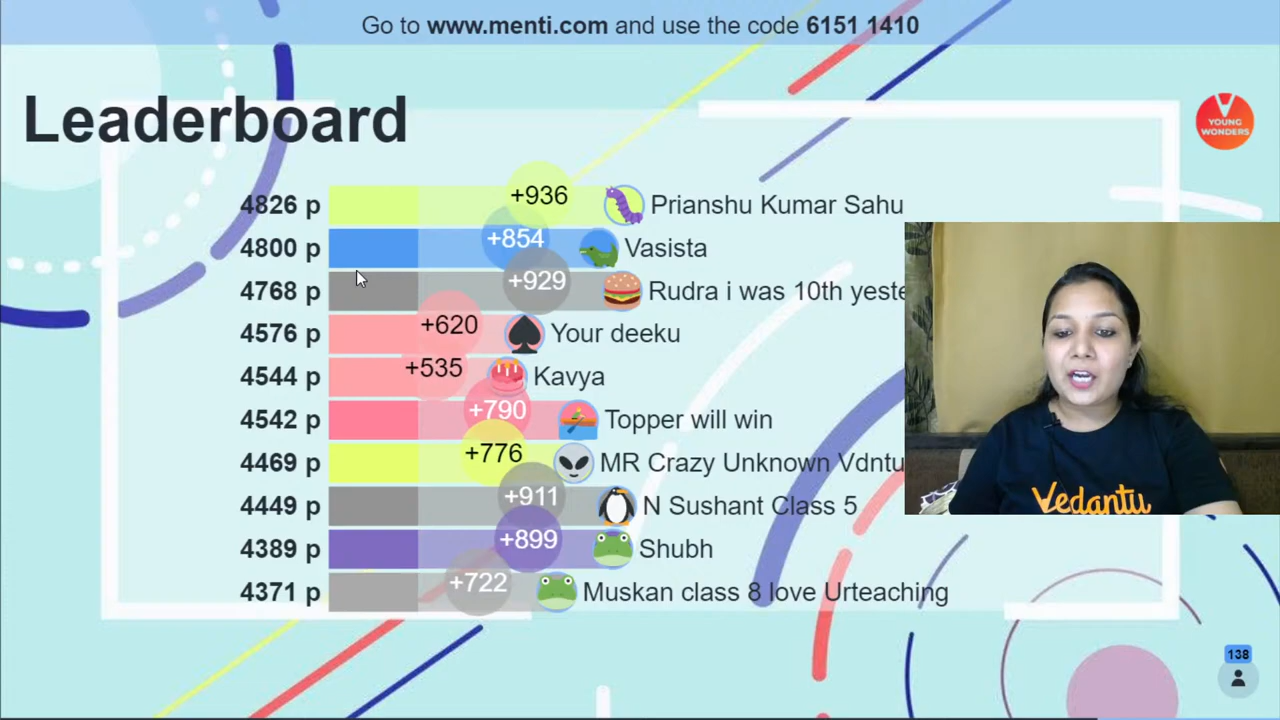 Go to www.menti.com and use the code 6151 1410
Leaderboard
YOUNG
WONDERS
4826 p +936 Prianshu Kumar Sahu
4800 p +854 Vasista
4768 p +929 Rudra i was 10th yeste
4576 p +620 Your deeku
4544 p +535 Kavya
4542 p +790 Topper will win
4469 p +776 MR Crazy Unknown Vdntu
4449 p +911 N Sushant Class 5
4389 p +899 Shubh
4371 p +722 Muskan class 8 love Urteaching
Vedantu
138